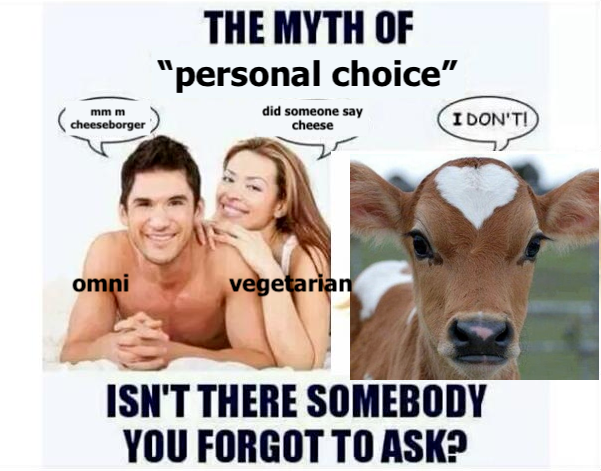 THE MYTH OF
“personal choice”
mm m
cheeseborger
did someone say
cheese
I DON'T!
omni
vegetarian
ISN'T THERE SOMEBODY
YOU FORGOT TO ASK?